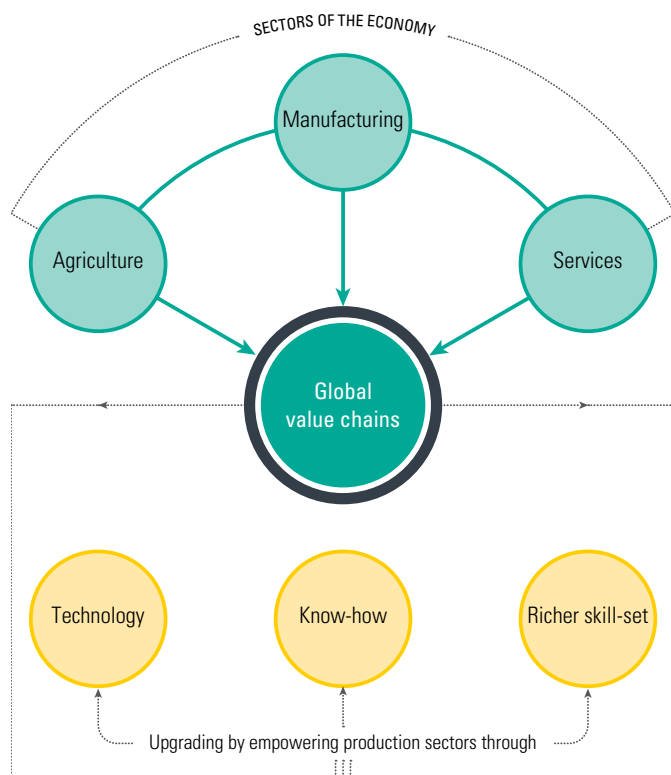 SECTORS OF THE ECONOMY
Manufacturing
Agriculture
Services
Global
value chains
Technology
Know-how
Richer skill-set
Upgrading by empowering production sectors through